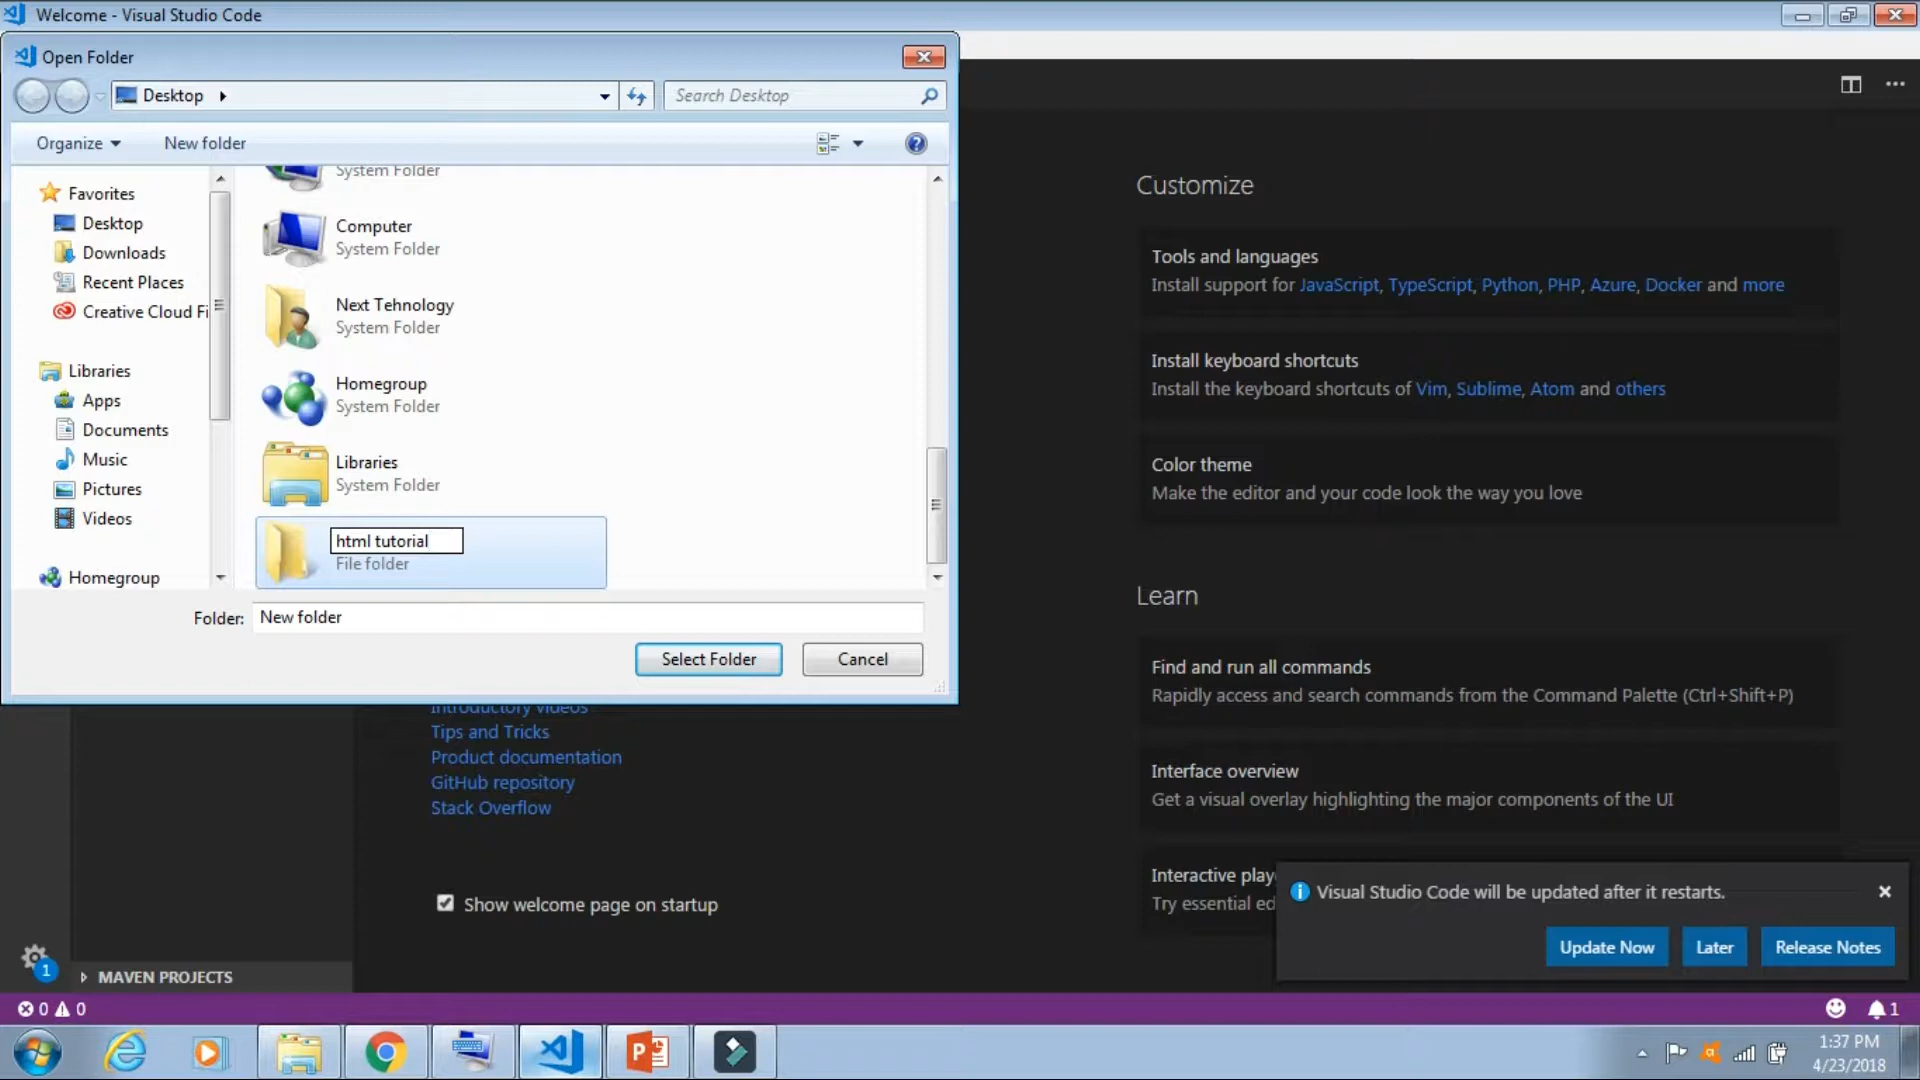 Welcome - Visual Studio Code
Open Folder
Desktop
Search Desktop
Organize
New folder
Favorites
Desktop
Downloads
Recent Places
Creative Cloud Fi
Libraries
Apps
Documents
Music
Pictures
Videos
Homegroup
System Folder
Computer
System Folder
Next Tehnology
System Folder
Homegroup
System Folder
Libraries
System Folder
html tutorial
File folder
Folder:
New folder
Select Folder
Cancel
Introductory videos
Tips and Tricks
Product documentation
GitHub repository
Stack Overflow
Show welcome page on startup
Customize
Tools and languages
Install support for JavaScript, TypeScript, Python, PHP, Azure, Docker and more
Install keyboard shortcuts
Install the keyboard shortcuts of Vim, Sublime, Atom and others
Color theme
Make the editor and your code look the way you love
Learn
Find and run all commands
Rapidly access and search commands from the Command Palette (Ctrl+Shift+P)
Interface overview
Get a visual overlay highlighting the major components of the UI
Interactive play
Try essential ed
Visual Studio Code will be updated after it restarts.
Update Now
Later
Release Notes
1
MAVEN PROJECTS
0 0
1
1:37 PM
4/23/2018